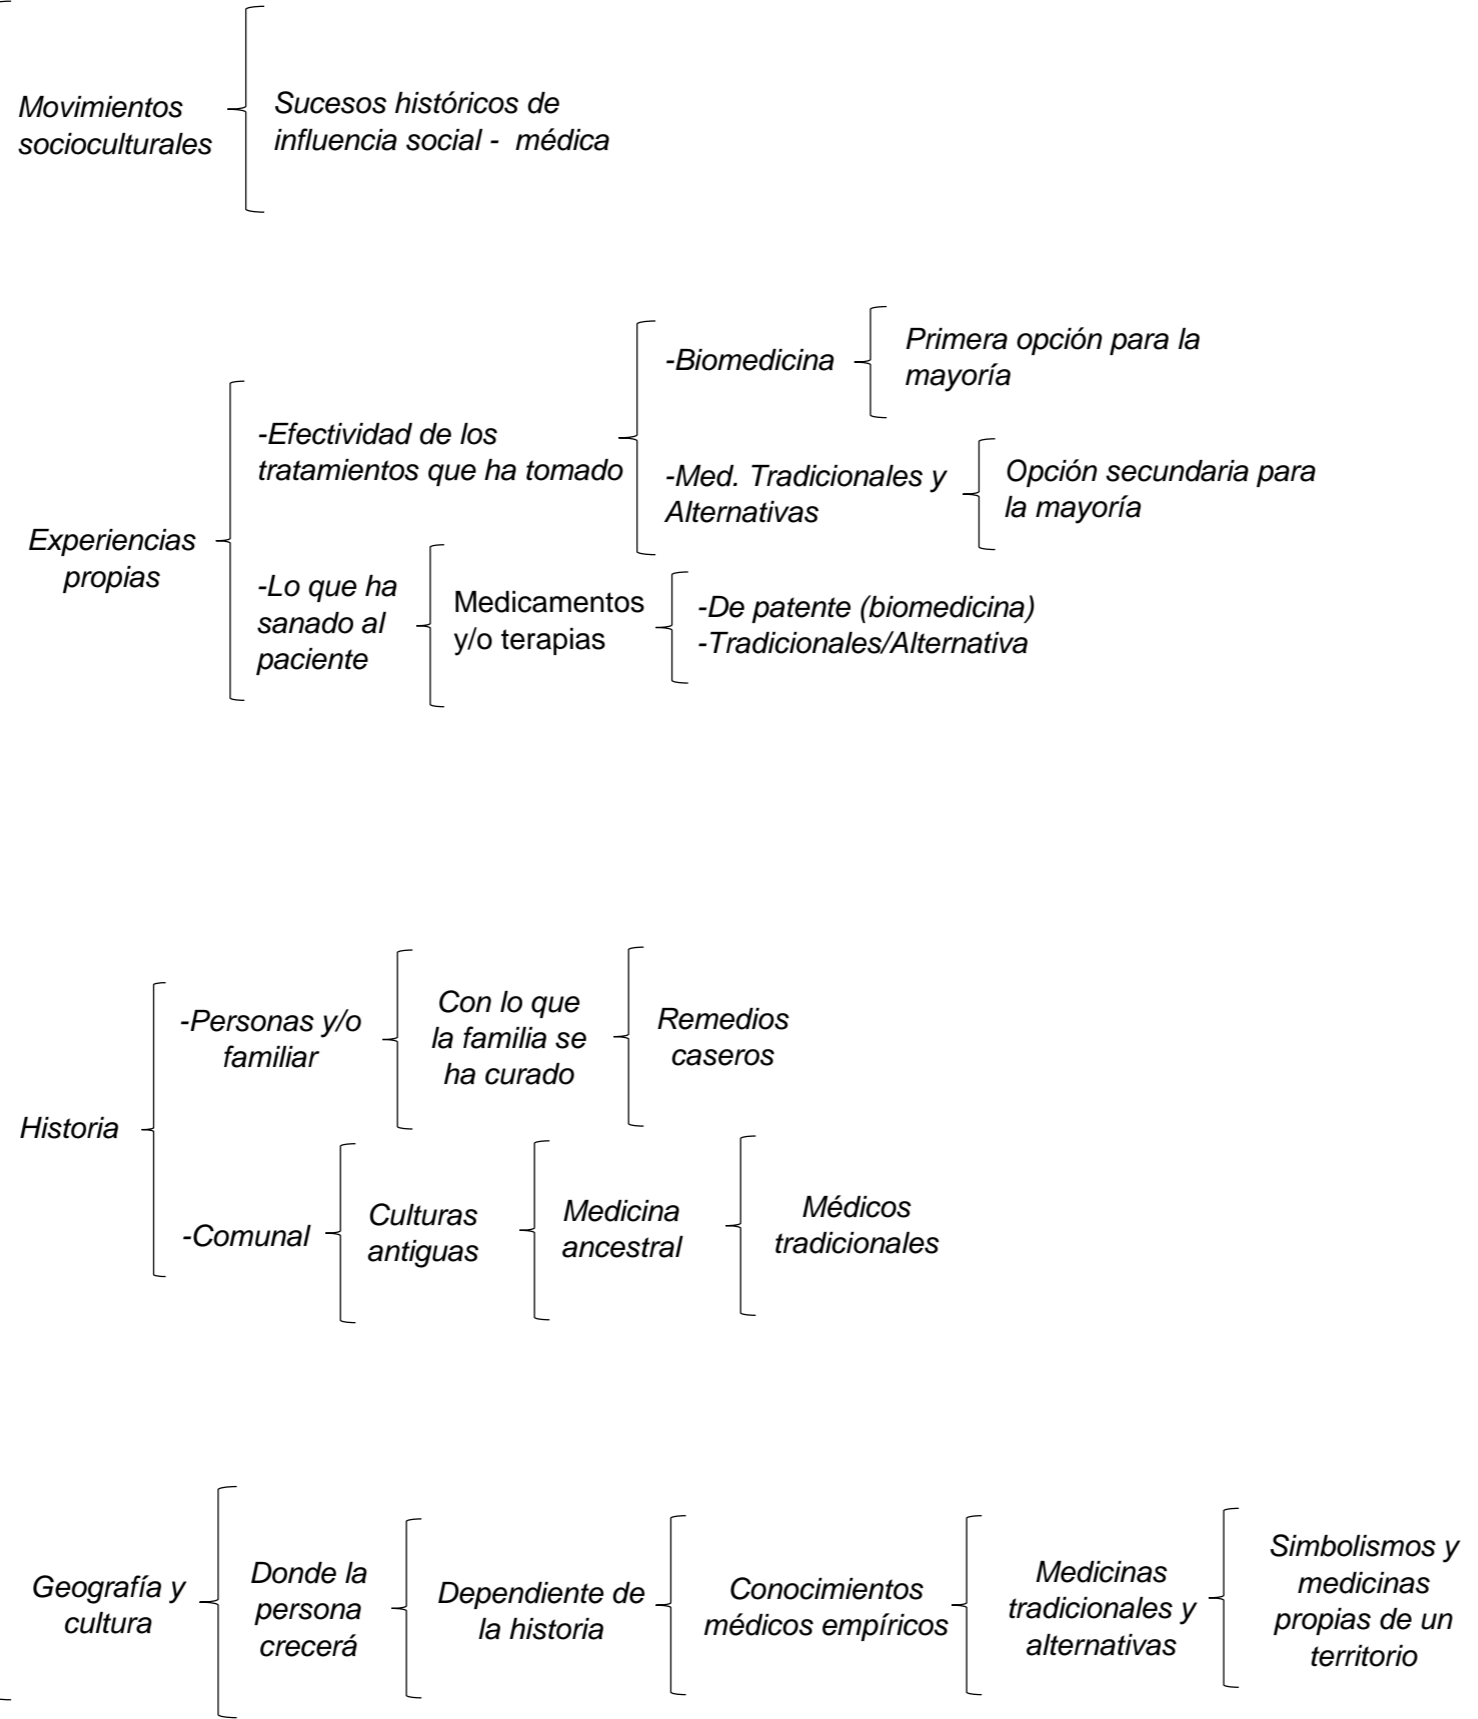 Movimientos
socioculturales
Sucesos históricos de
influencia social - médica
Experiencias
propias
-Efectividad de los
tratamientos que ha tomado
-Biomedicina
Primera opción para la
mayoría
-Med. Tradicionales y
Alternativas
Opción secundaria para
la mayoría
-Lo que ha
sanado al
paciente
Medicamentos
y/o terapias
-De patente (biomedicina)
-Tradicionales/Alternativa
Historia
-Personas y/o
familiar
Con lo que
la familia se
ha curado
Remedios
caseros
-Comunal
Culturas
antiguas
Medicina
ancestral
Médicos
tradicionales
Geografía y
cultura
Donde la
persona
crecerá
Dependiente de
la historia
Conocimientos
médicos empíricos
Medicinas
tradicionales y
alternativas
Simbolismos y
medicinas
propias de un
territorio